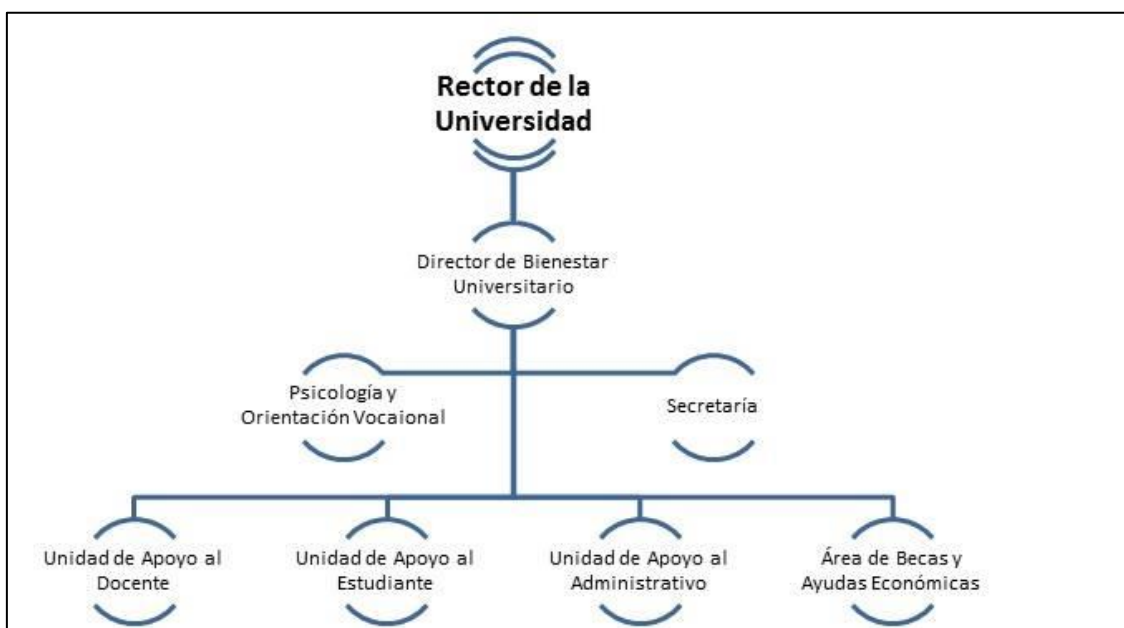 Rector de la
Universidad
Director de Bienestar
Universitario
Psicología y
Orientación Vocaional
Secretaría
Unidad de Apoyo al
Docente
Unidad de Apoyo al
Estudiante
Unidad de Apoyo al
Administrativo
Área de Becas y
Ayudas Económicas